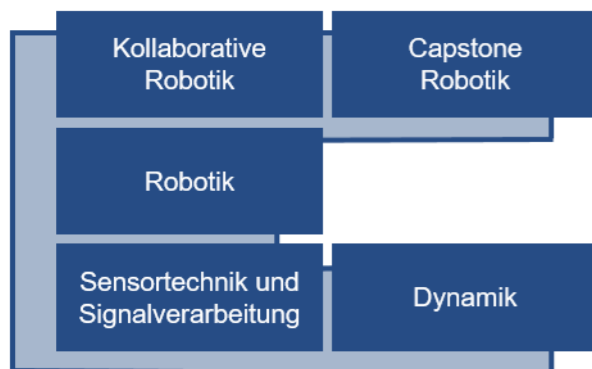 Kollaborative
Robotik
Capstone
Robotik
Robotik
Sensortechnik und
Signalverarbeitung
Dynamik